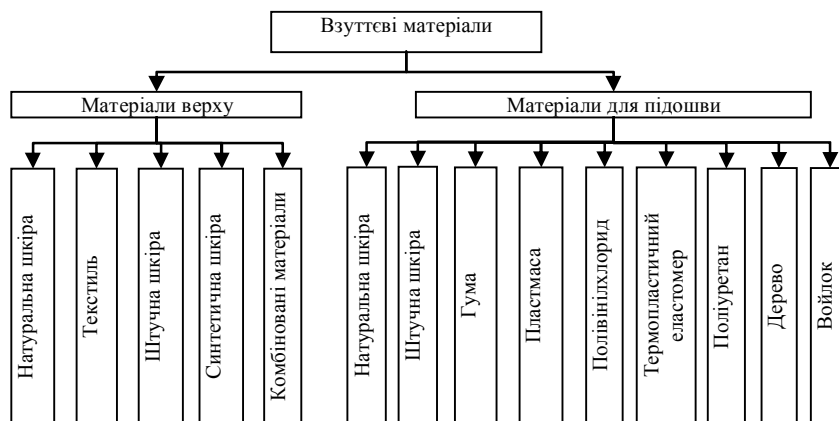 Взуттєві матеріали
Матеріали верху
Матеріали для підошви
Натуральна шкіра
Текстиль
Штучна шкіра
Синтетична шкіра
Комбіновані матеріали
Натуральна шкіра
Штучна шкіра
Гума
Пластмаса
Полівінілхлорид
Термопластичний
еластомер
Поліуретан
Дерево
Войлок